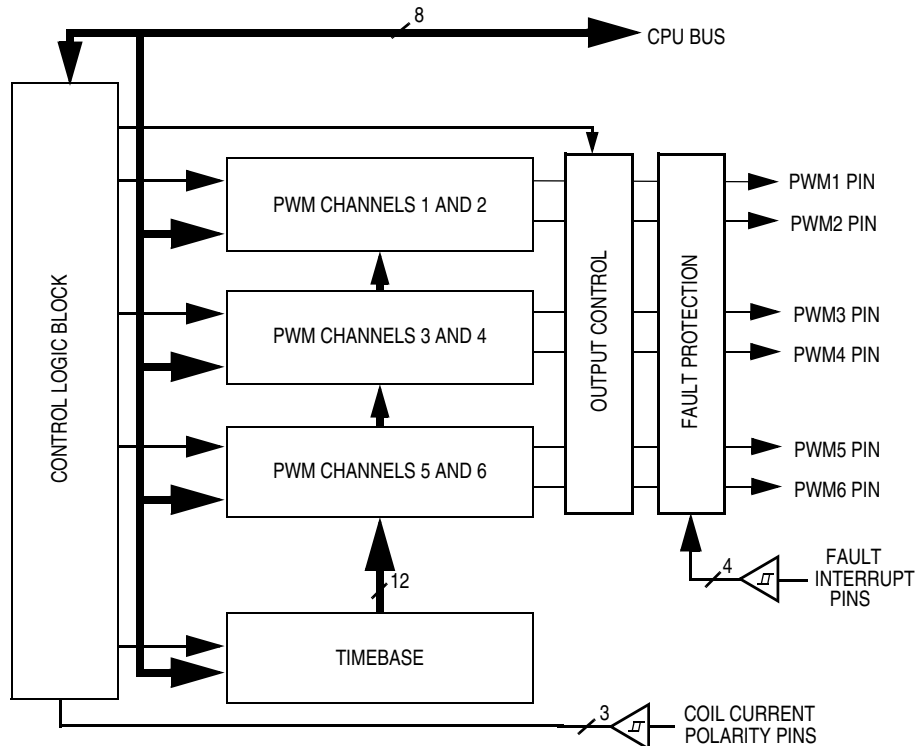 8
CPU BUS
CONTROL LOGIC BLOCK
PWM CHANNELS 1 AND 2
PWM CHANNELS 3 AND 4
PWM CHANNELS 5 AND 6
12
TIMEBASE
OUTPUT CONTROL
FAULT PROTECTION
PWM1 PIN
PWM2 PIN
PWM3 PIN
PWM4 PIN
PWM5 PIN
PWM6 PIN
4
FAULT
INTERRUPT
PINS
3
COIL CURRENT
POLARITY PINS